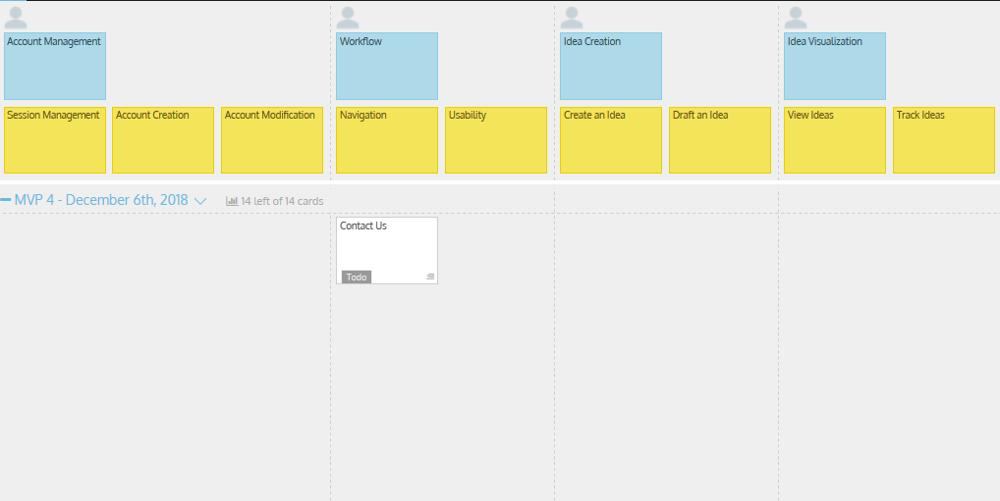 Account Management
Workflow
Idea Creation
Idea Visualization
Session Management
Account Creation
Account Modification
Navigation
Usability
Create an Idea
Draft an Idea
View Ideas
Track Ideas
MVP 4 - December 6th, 2018
14 left of 14 cards
Contact Us
Todo